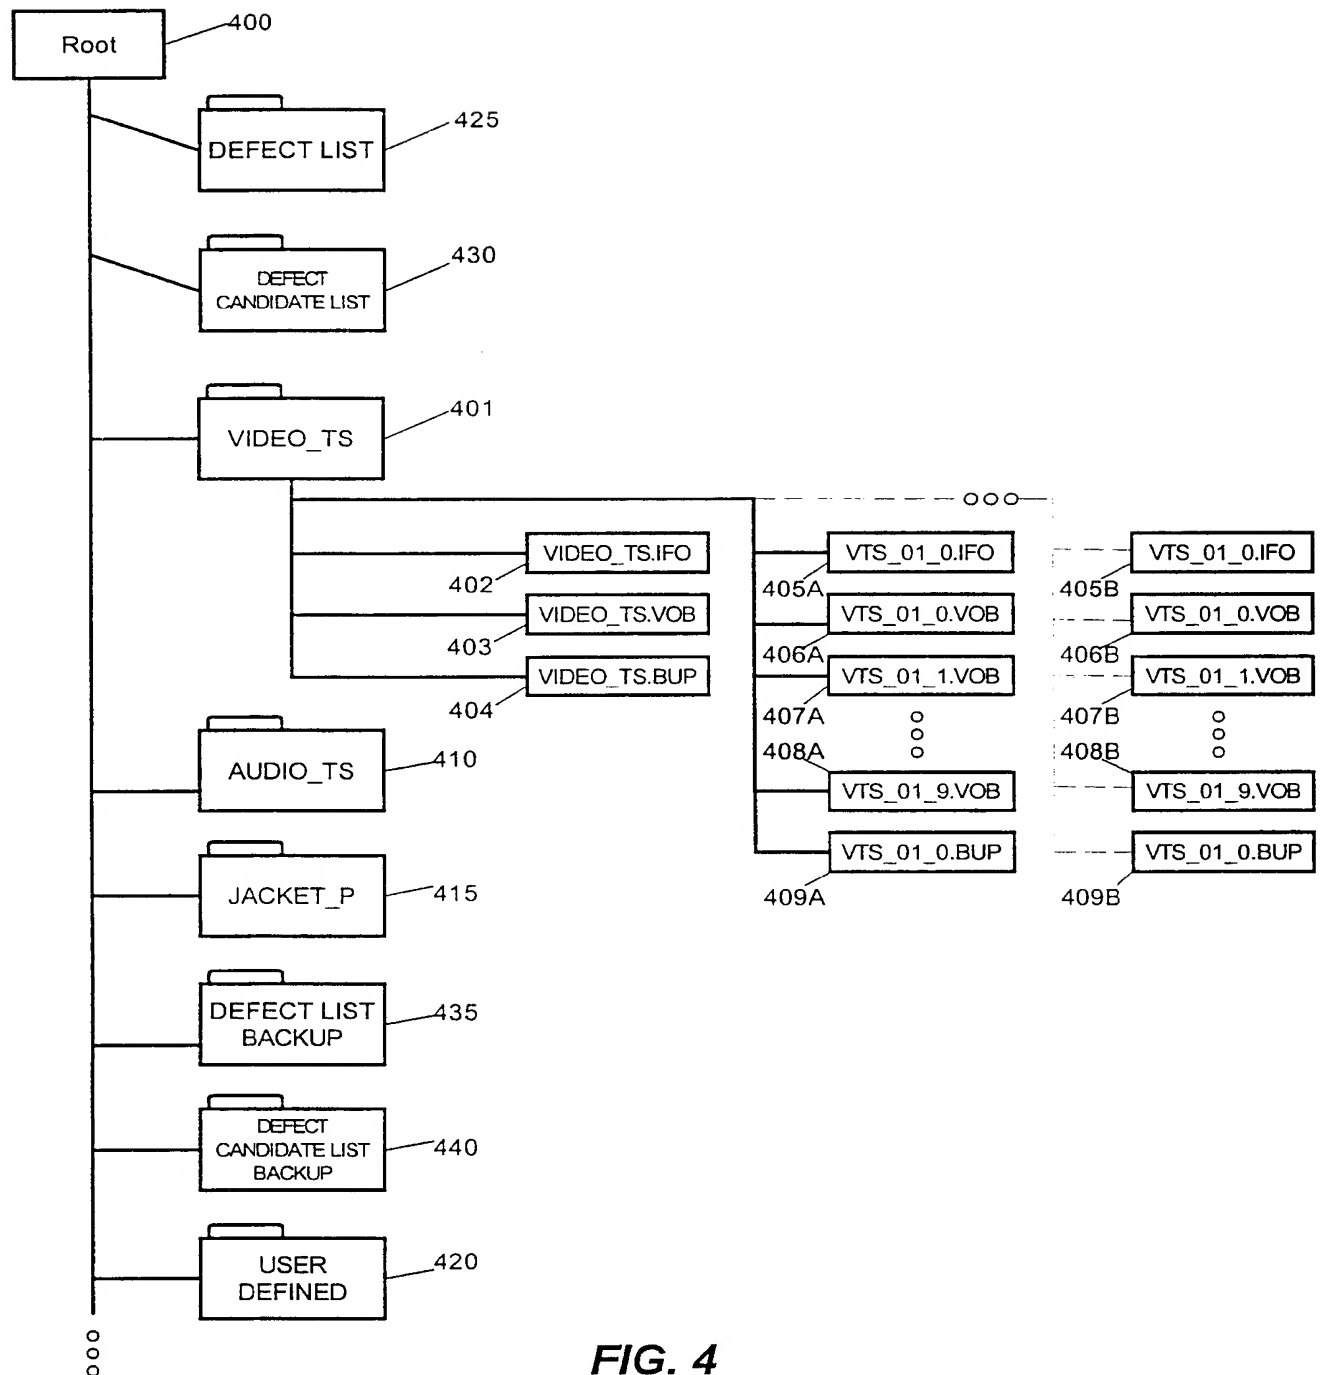 Root
400
DEFECT LIST
425
DEFECT
CANDIDATE LIST
430
VIDEO_TS
401
VIDEO_TS.IFO
402
VIDEO_TS.VOB
403
VIDEO_TS.BUP
404
VTS_01_0.IFO
405A
VTS_01_0.VOB
406A
VTS_01_1.VOB
407A
408A
VTS_01_9.VOB
VTS_01_0.BUP
409A
VTS_01_0.IFO
405B
VTS_01_0.VOB
406B
VTS_01_1.VOB
407B
408B
VTS_01_9.VOB
VTS_01_0.BUP
409B
AUDIO_TS
410
JACKET_P
415
DEFECT LIST
BACKUP
435
DEFECT
CANDIDATE LIST
BACKUP
440
USER
DEFINED
420
FIG. 4